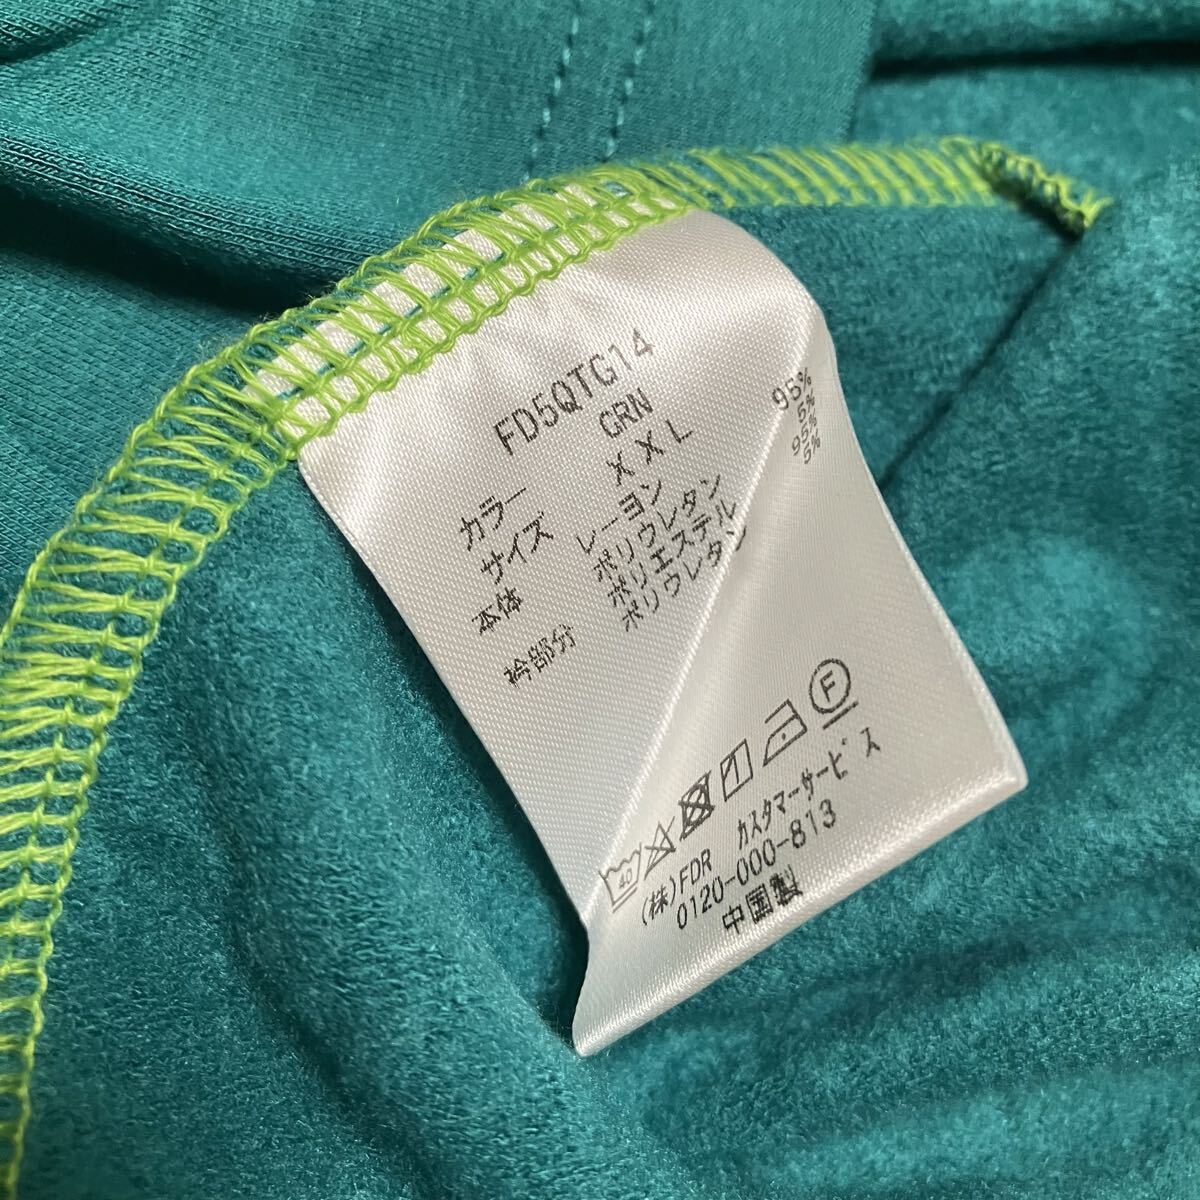 FD5QTG14
カラー GRN
サイズ XXL
本体 レーヨン 95%
ポリウレタン 5%
衿部分 ポリエステル 95%
ポリウレタン 5%
40 F
(株)FDR カスタマーサービス
0120-000-813
中国製